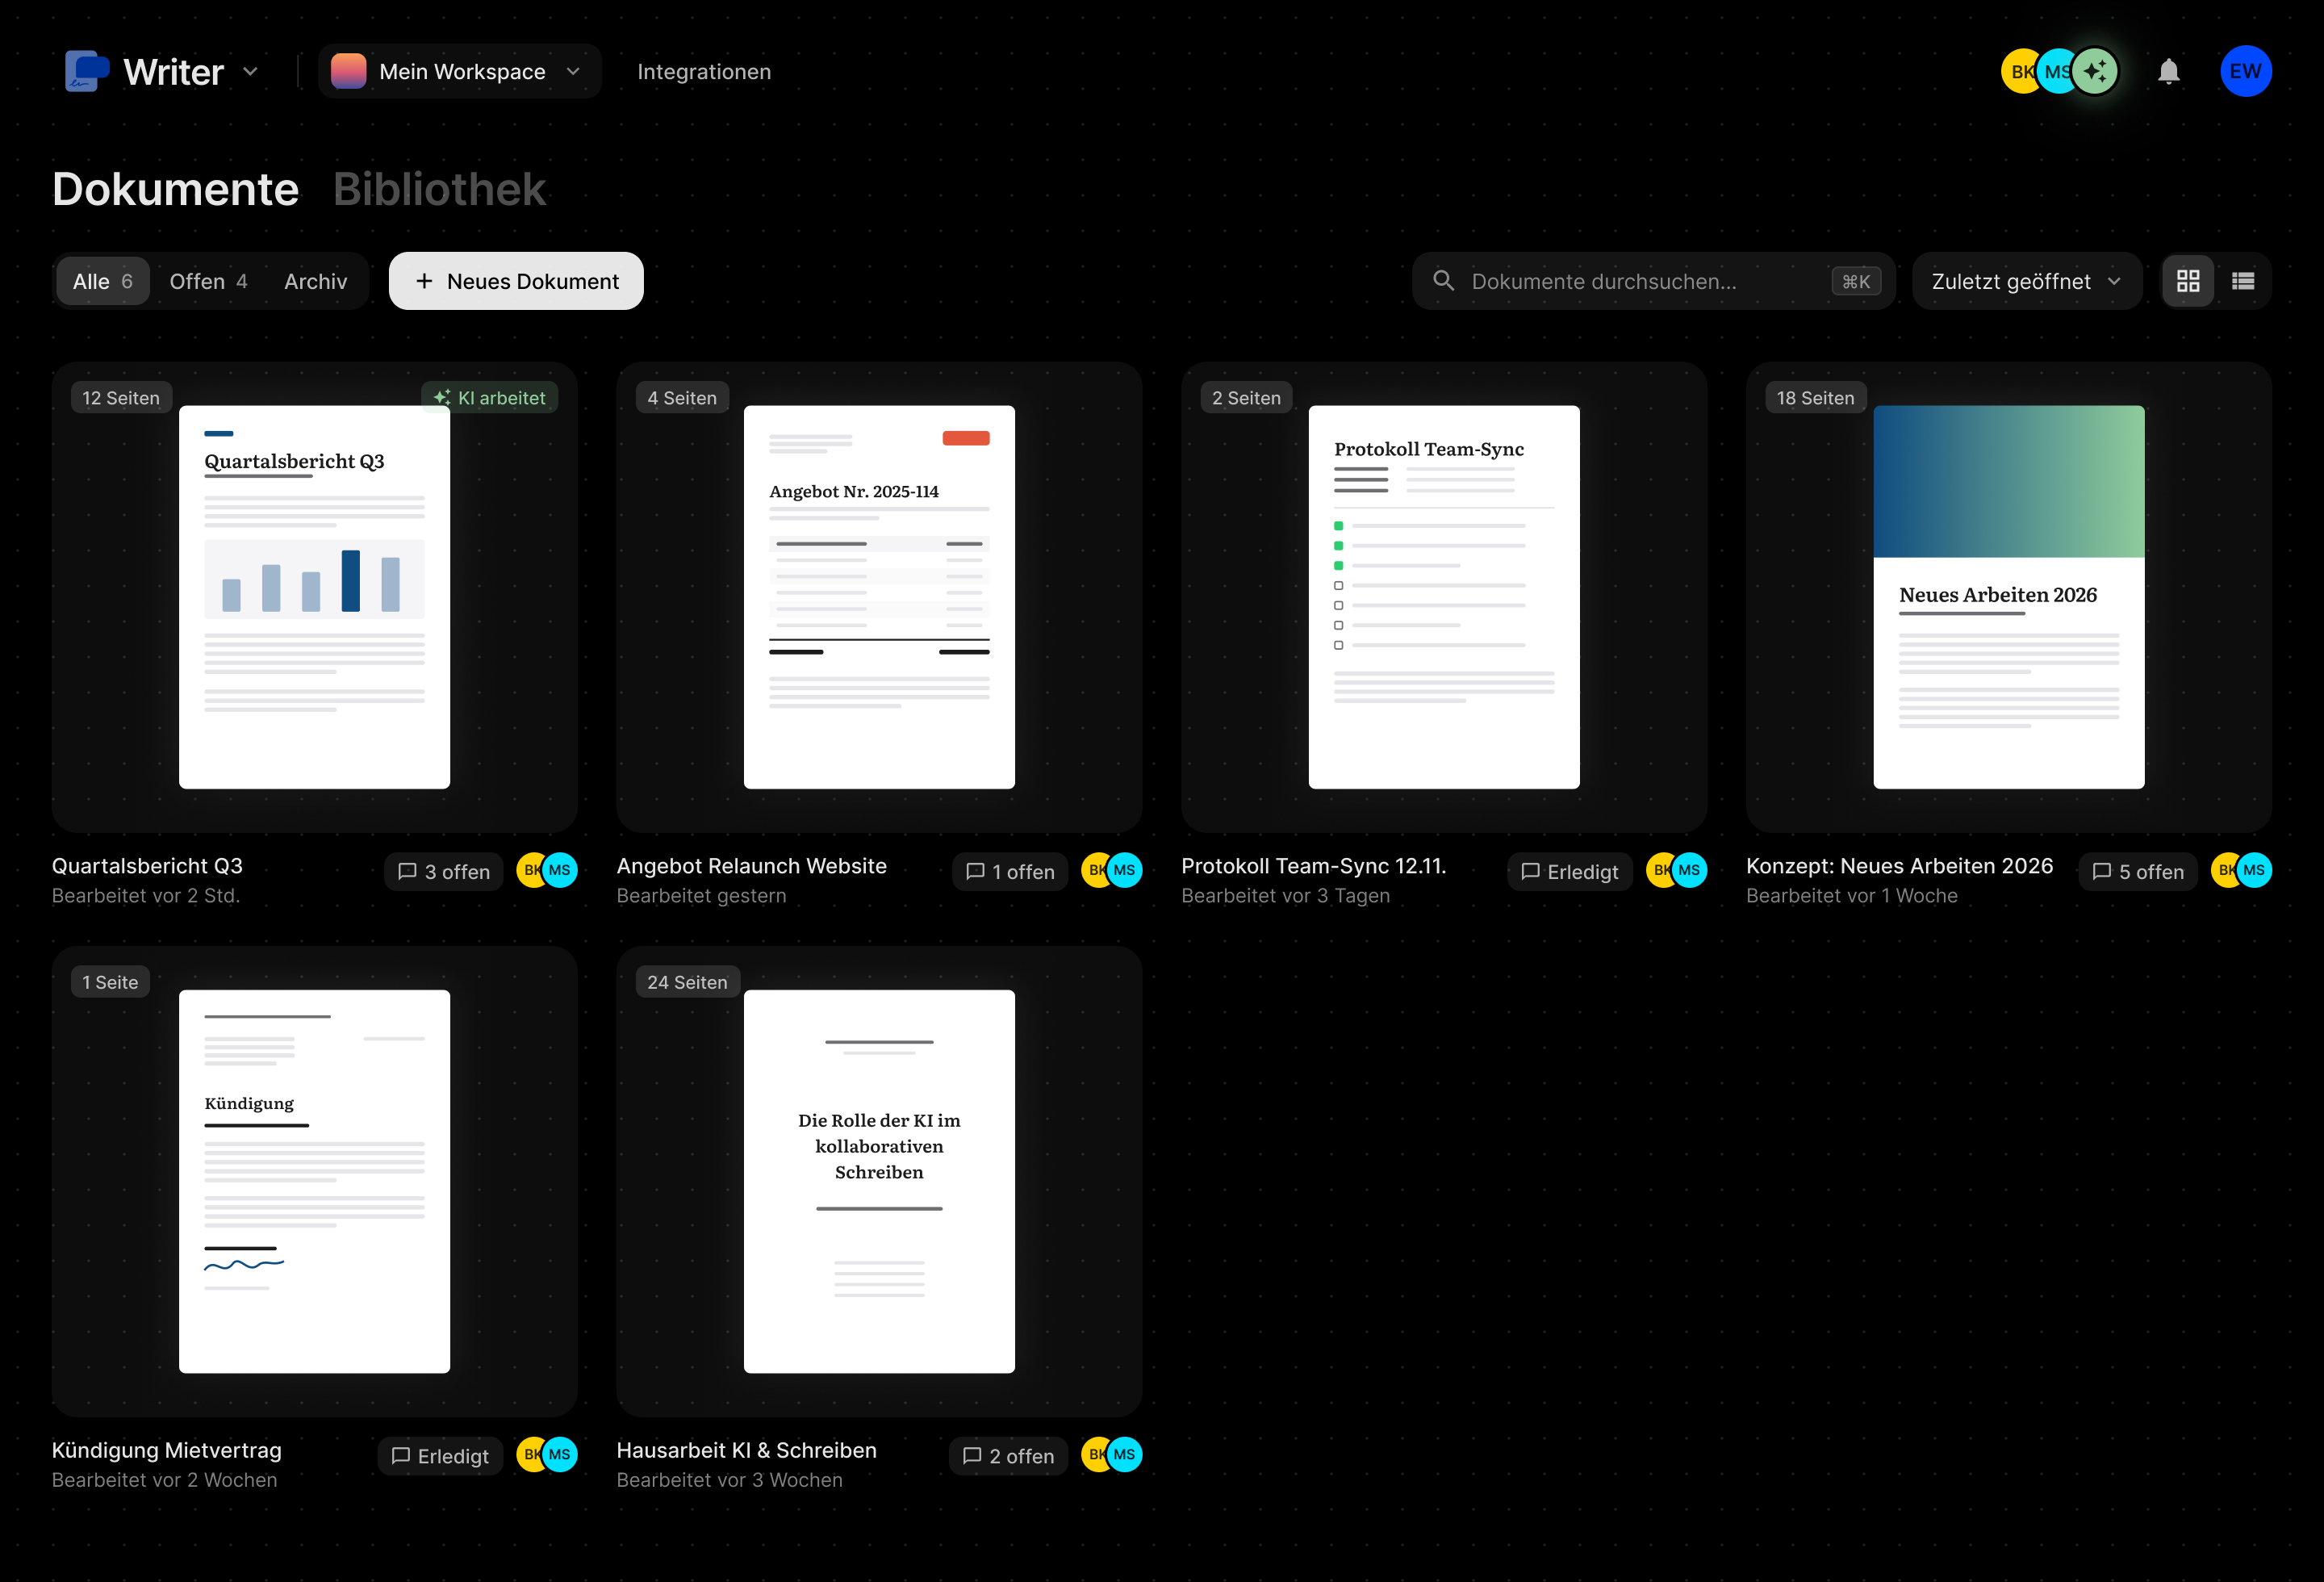 Writer
Mein Workspace
Integrationen
BK MS
EW
Dokumente Bibliothek
Alle 6 Offen 4 Archiv
+ Neues Dokument
Dokumente durchsuchen... ⌘K
Zuletzt geöffnet
12 Seiten
KI arbeitet
Quartalsbericht Q3
4 Seiten
Angebot Nr. 2025-114
2 Seiten
Protokoll Team-Sync
18 Seiten
Neues Arbeiten 2026
Quartalsbericht Q3
Bearbeitet vor 2 Std.
3 offen
BK MS
Angebot Relaunch Website
Bearbeitet gestern
1 offen
BK MS
Protokoll Team-Sync 12.11.
Bearbeitet vor 3 Tagen
Erledigt
BK MS
Konzept: Neues Arbeiten 2026
Bearbeitet vor 1 Woche
5 offen
BK MS
1 Seite
Kündigung
24 Seiten
Die Rolle der KI im
kollaborativen
Schreiben
Kündigung Mietvertrag
Bearbeitet vor 2 Wochen
Erledigt
BK MS
Hausarbeit KI & Schreiben
Bearbeitet vor 3 Wochen
2 offen
BK MS